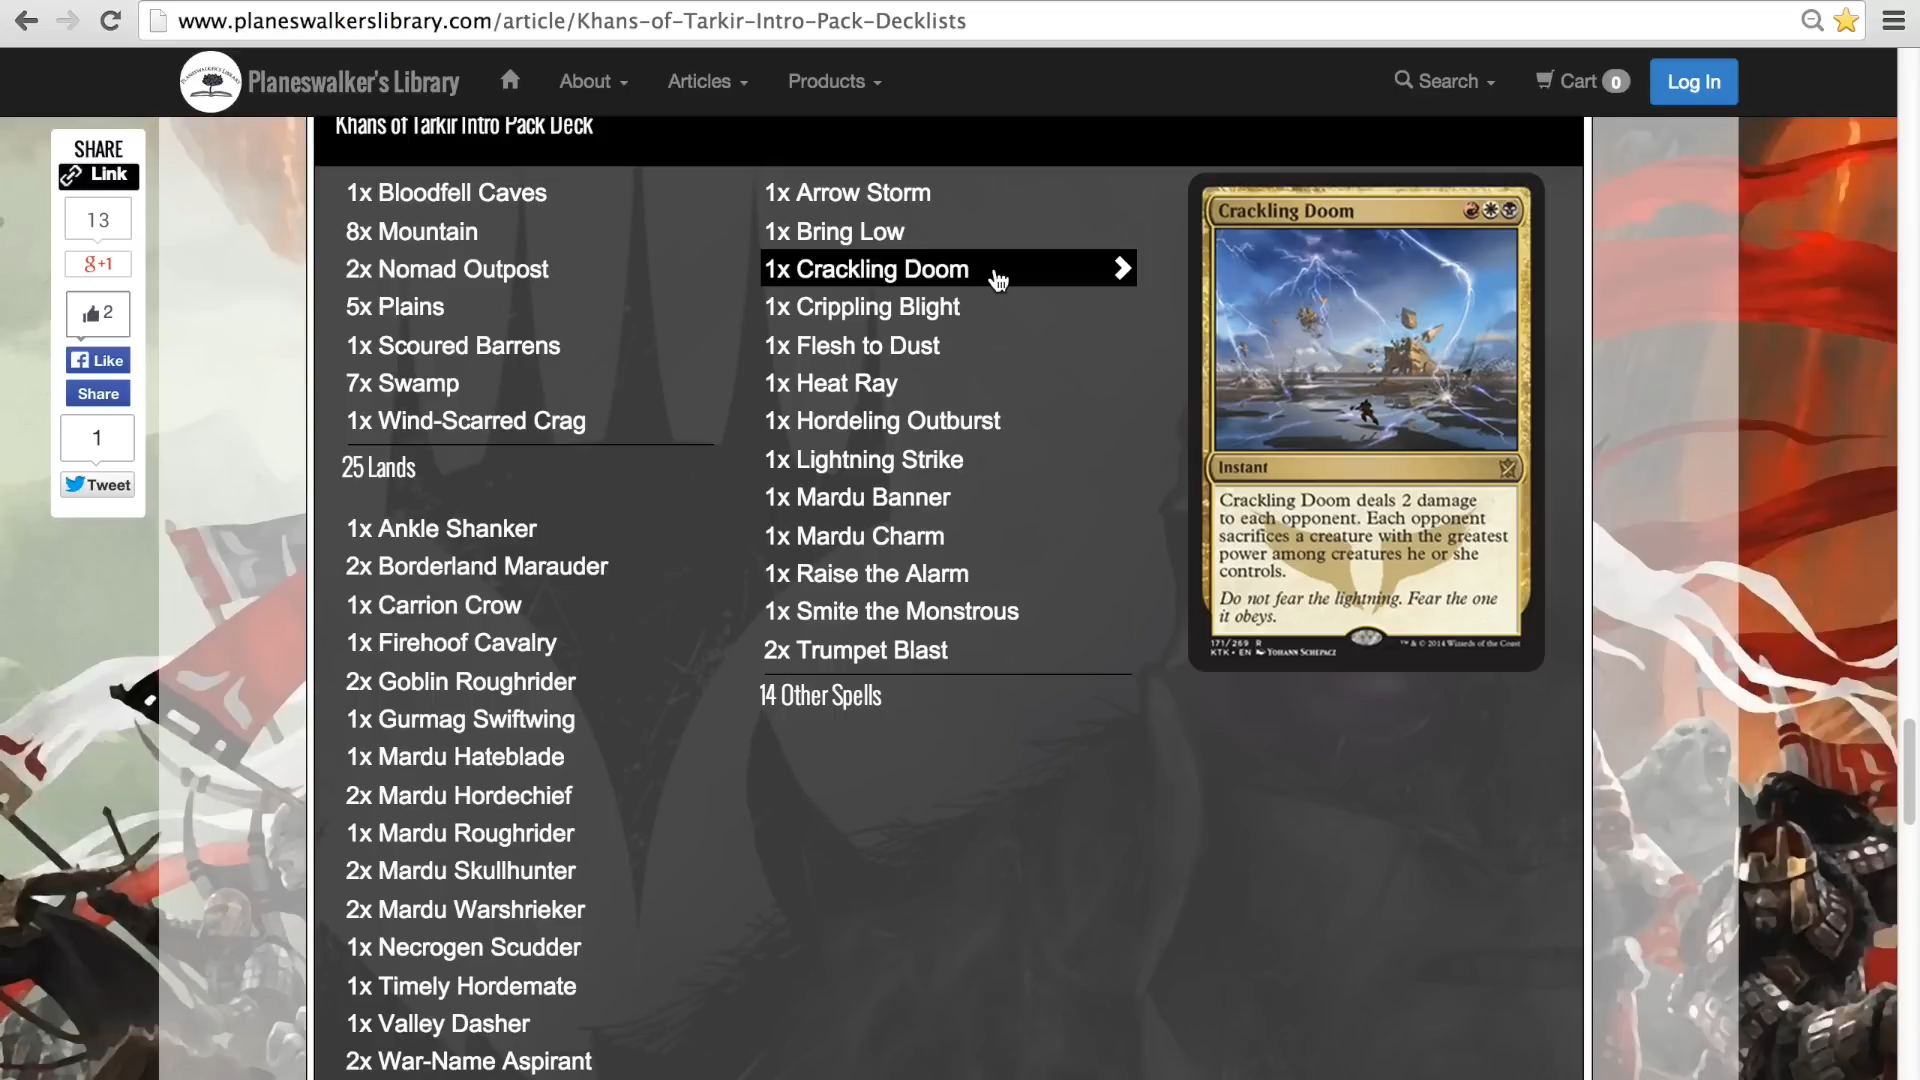 www.planeswalkerslibrary.com/article/Khans-of-Tarkir-Intro-Pack-Decklists
Planeswalker's Library
About
Articles
Products
Search
Cart 0
Log In
SHARE
Link
13
g+1
2
Like
Share
1
Tweet
Khans of Tarkir Intro Pack Deck
1x Bloodfell Caves
8x Mountain
2x Nomad Outpost
5x Plains
1x Scoured Barrens
7x Swamp
1x Wind-Scarred Crag
25 Lands
1x Ankle Shanker
2x Borderland Marauder
1x Carrion Crow
1x Firehoof Cavalry
2x Goblin Roughrider
1x Gurmag Swiftwing
1x Mardu Hateblade
2x Mardu Hordechief
1x Mardu Roughrider
2x Mardu Skullhunter
2x Mardu Warshrieker
1x Necrogen Scudder
1x Timely Hordemate
1x Valley Dasher
2x War-Name Aspirant
1x Arrow Storm
1x Bring Low
1x Crackling Doom
1x Crippling Blight
1x Flesh to Dust
1x Heat Ray
1x Hordeling Outburst
1x Lightning Strike
1x Mardu Banner
1x Mardu Charm
1x Raise the Alarm
1x Smite the Monstrous
2x Trumpet Blast
14 Other Spells
Crackling Doom
Instant
Crackling Doom deals 2 damage
to each opponent. Each opponent
sacrifices a creature with the greatest
power among creatures he or she
controls.
Do not fear the lightning. Fear the one
it obeys.
171/269 R
KTK • EN Yohann Schepacz
™ & © 2014 Wizards of the Coast